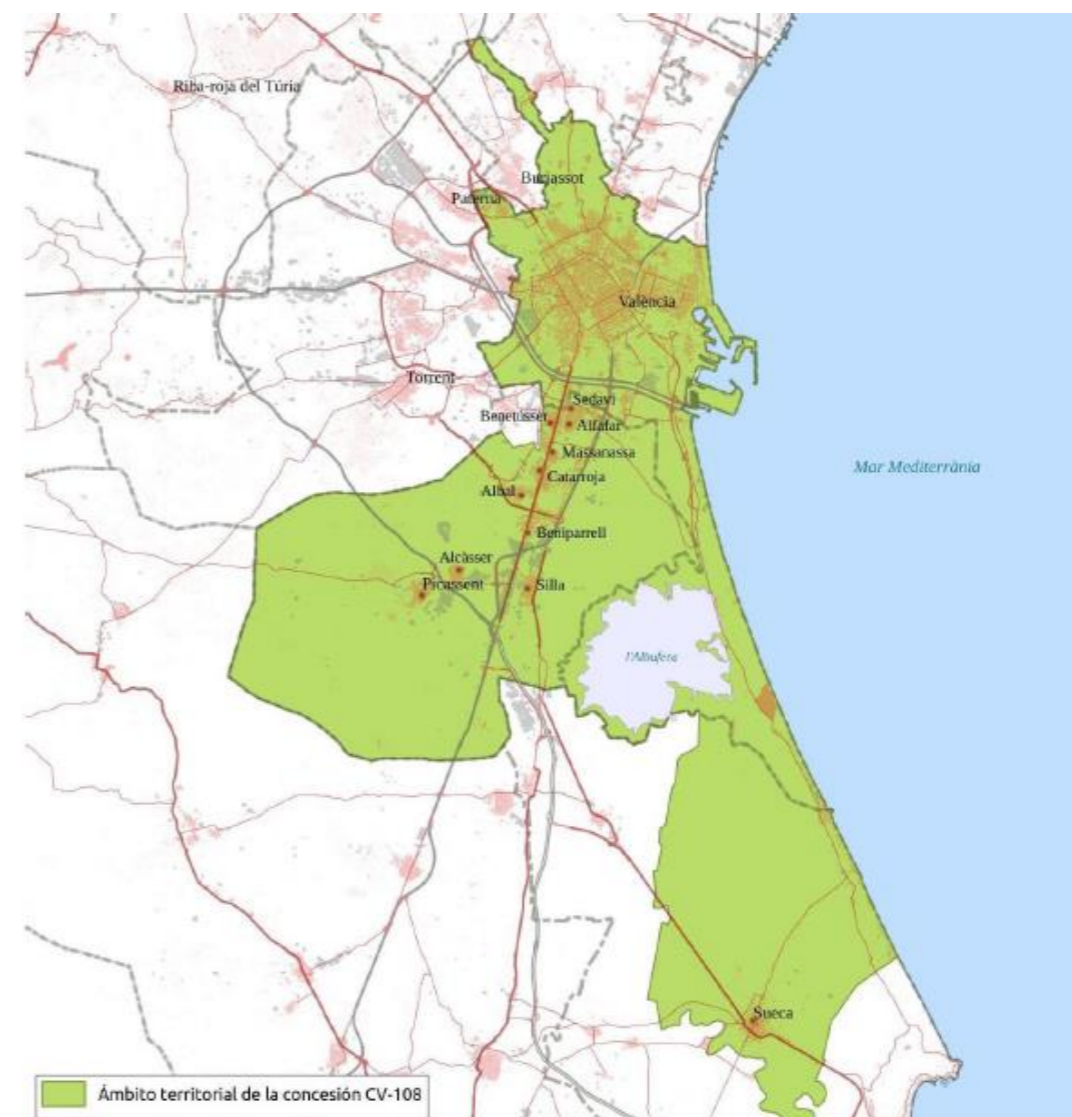 Riba-roja del Túria
Burjassot
Paterna
València
Torrent
Sedaví
Benetússer
Alfafar
Massanassa
Mar Mediterrània
Catarroja
Albal
Beniparrell
Alcàsser
Picassent
Silla
l'Albufera
Sueca
Ámbito territorial de la concesión CV-108